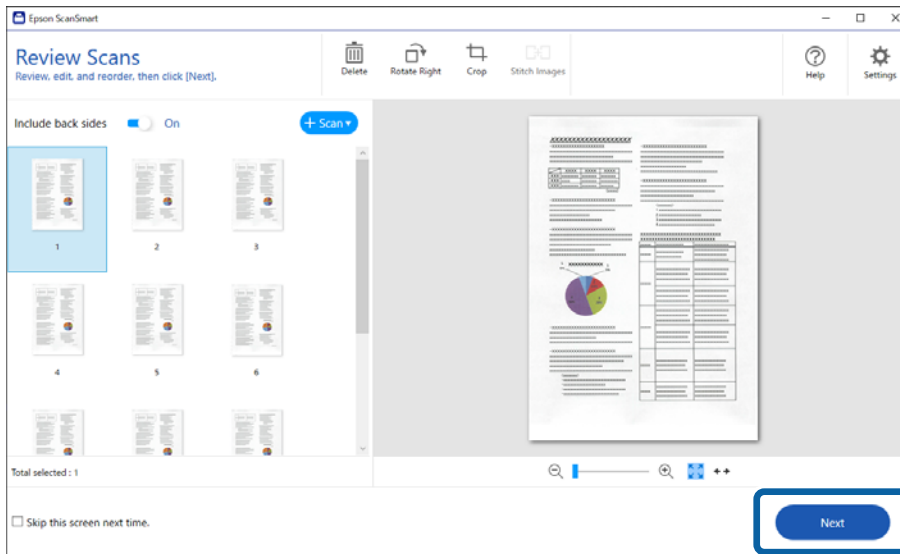 Epson ScanSmart
Review Scans
Review, edit, and reorder, then click [Next].
Delete
Rotate Right
Crop
Stitch Images
Help
Settings
Include back sides
On
+ Scan
1
2
3
4
5
6
Total selected : 1
Skip this screen next time.
Next